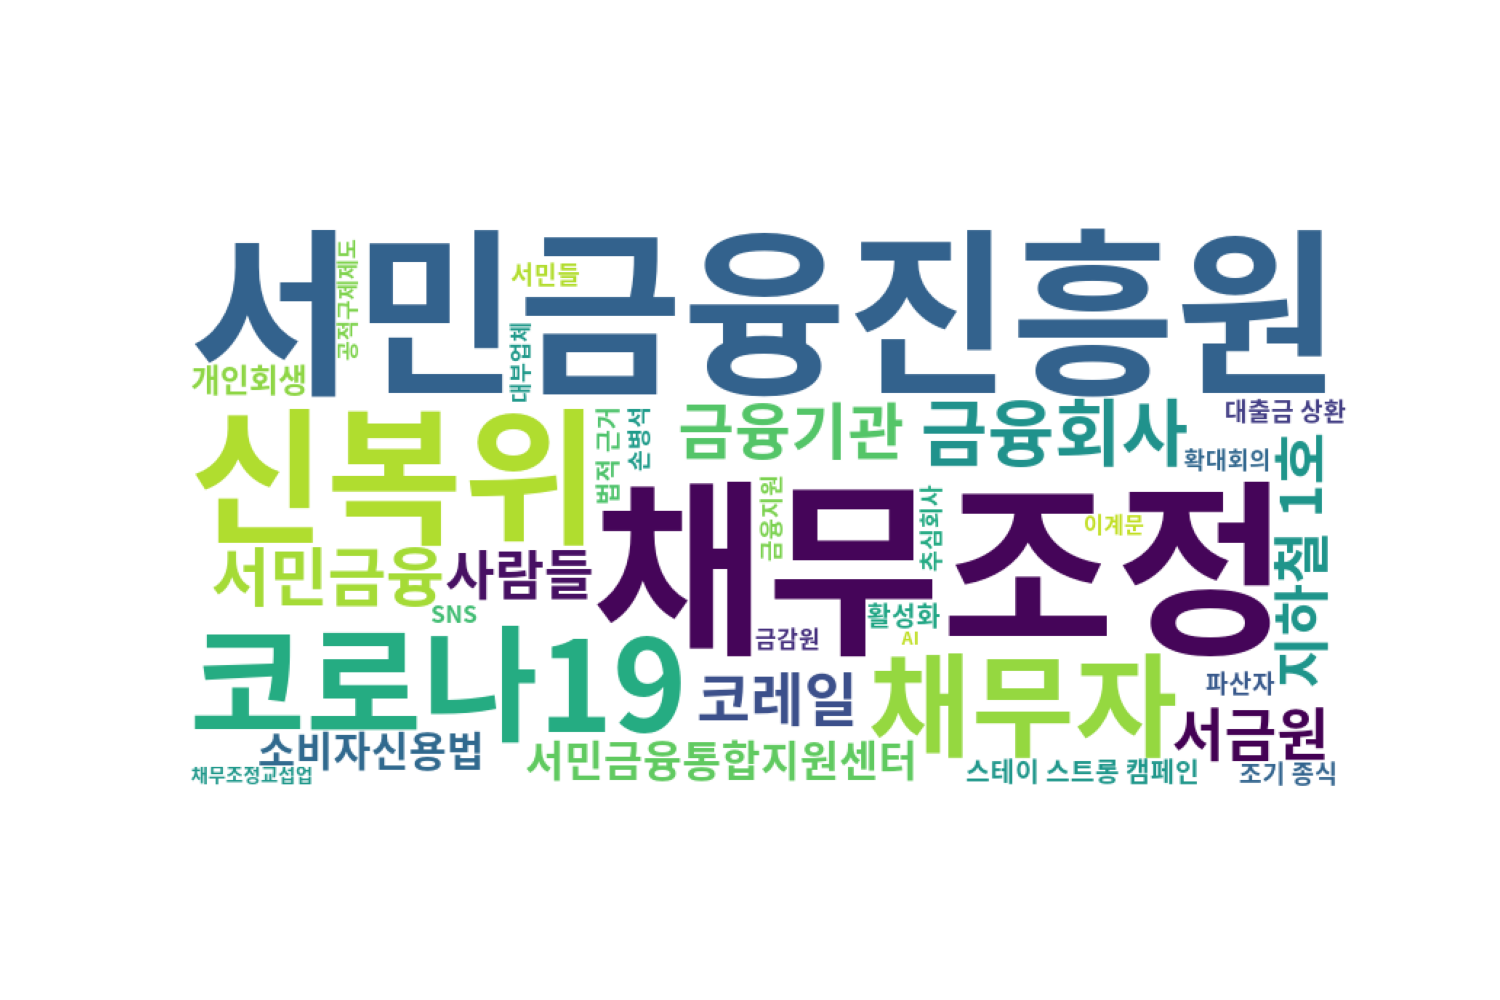 서민금융진흥원
공적구제제도
서민들
대부업체
개인회생
신복위
법적 근거
손병석
금융기관
금융회사
대출금 상환
확대회의
지하철 1호
채무조정
금융지원
추심회사
이계문
서민금융
사람들
SNS
활성화
금감원
AI
코로나19
코레일
채무자
파산자
서금원
소비자신용법
서민금융통합지원센터
채무조정교섭업
스테이 스트롱 캠페인
조기 종식